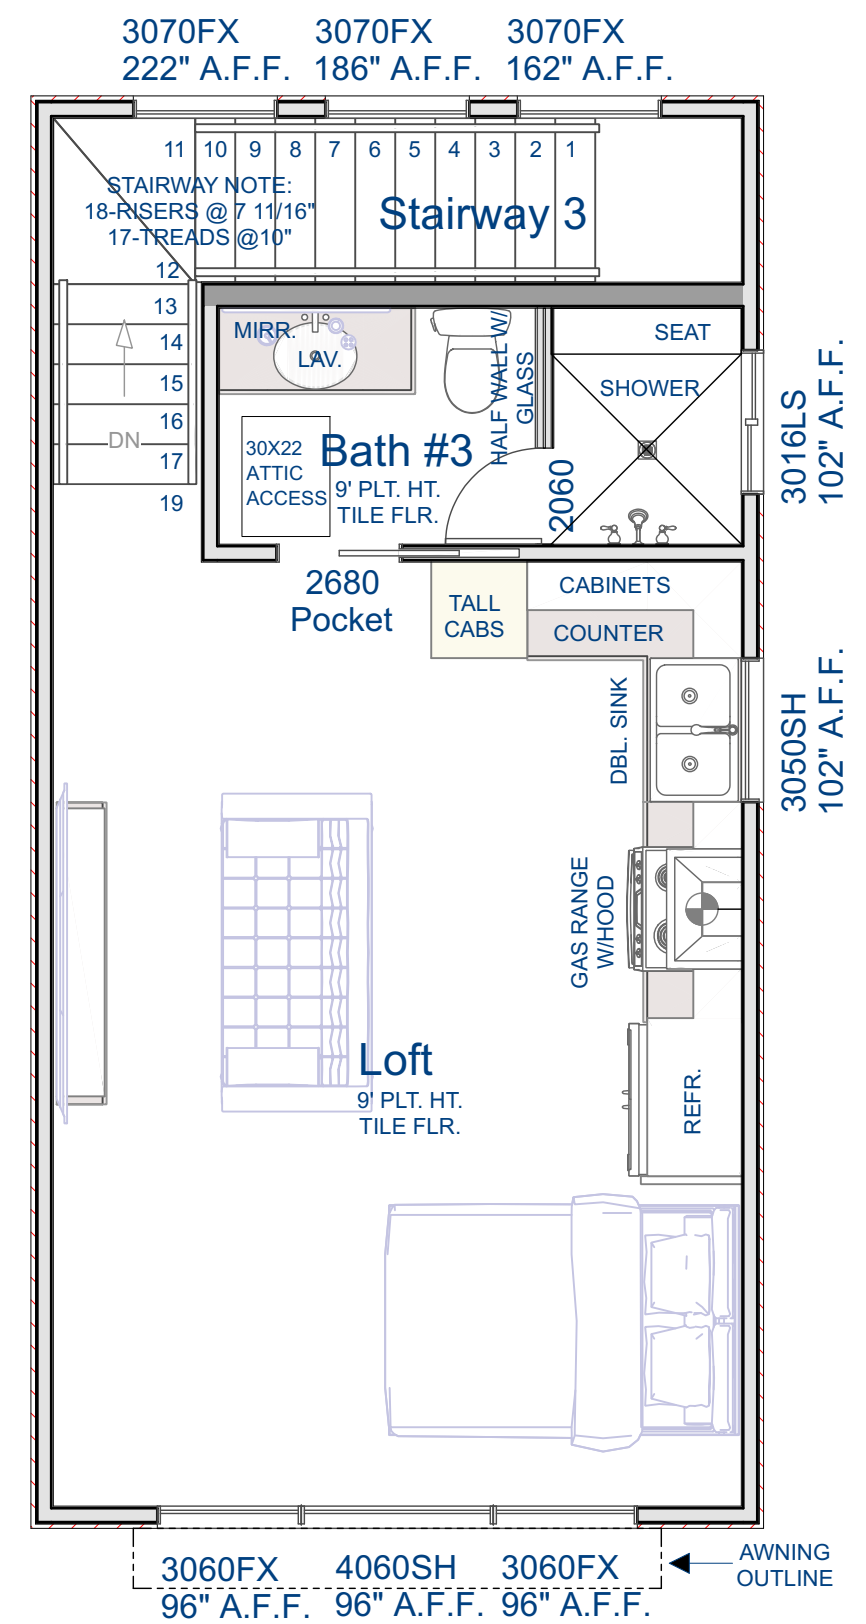 3070FX 3070FX 3070FX
222" A.F.F. 186" A.F.F. 162" A.F.F.
11 10 9 8 7 6 5 4 3 2 1
STAIRWAY NOTE:
18-RISERS @ 7 11/16"
17-TREADS @10"
Stairway 3
12
13
14
15
16
DN
17
19
MIRR.
LAV.
HALF WALL W/
GLASS
SEAT
SHOWER
3016LS
102" A.F.F.
30X22
ATTIC
ACCESS
Bath #3
9' PLT. HT.
TILE FLR.
2060
2680
Pocket
TALL
CABS
CABINETS
COUNTER
DBL. SINK
3050SH
102" A.F.F.
GAS RANGE
W/HOOD
Loft
9' PLT. HT.
TILE FLR.
REFR.
3060FX 4060SH 3060FX
96" A.F.F. 96" A.F.F. 96" A.F.F.
AWNING
OUTLINE